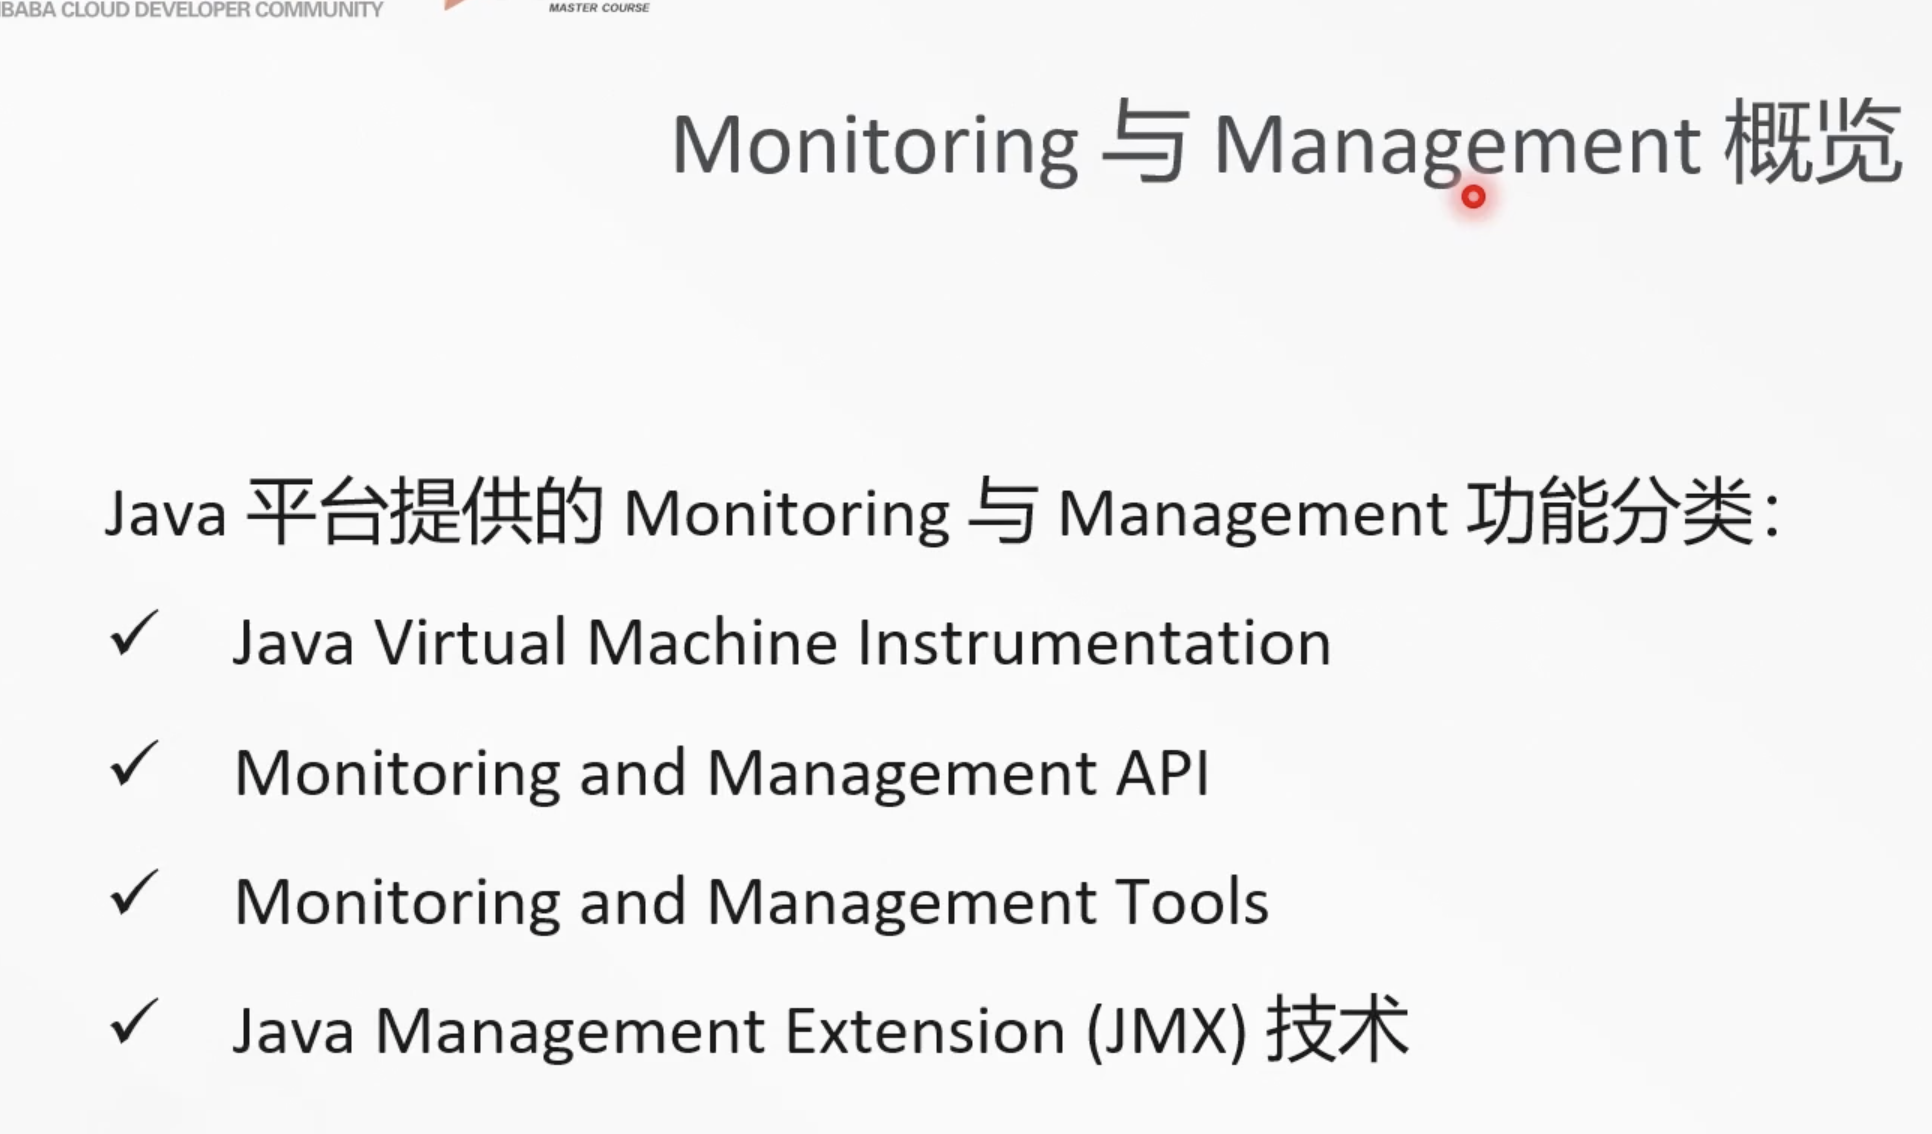 BABA CLOUD DEVELOPER COMMUNITY
MASTER COURSE
Monitoring 与 Management 概览
Java 平台提供的 Monitoring 与 Management 功能分类：
✓ Java Virtual Machine Instrumentation
✓ Monitoring and Management API
✓ Monitoring and Management Tools
✓ Java Management Extension (JMX) 技术